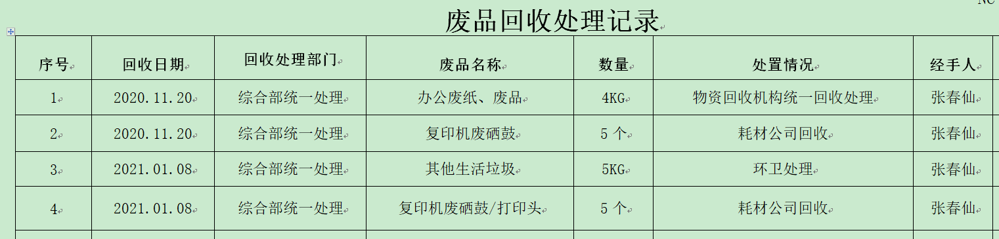 废品回收处理记录
序号 回收日期 回收处理部门 废品名称 数量 处置情况 经手人
1 2020.11.20 综合部统一处理 办公废纸、废品 4KG 物资回收机构统一回收处理 张春仙
2 2020.11.20 综合部统一处理 复印机废硒鼓 5个 耗材公司回收 张春仙
3 2021.01.08 综合部统一处理 其他生活垃圾 5KG 环卫处理 张春仙
4 2021.01.08 综合部统一处理 复印机废硒鼓/打印头 5个 耗材公司回收 张春仙